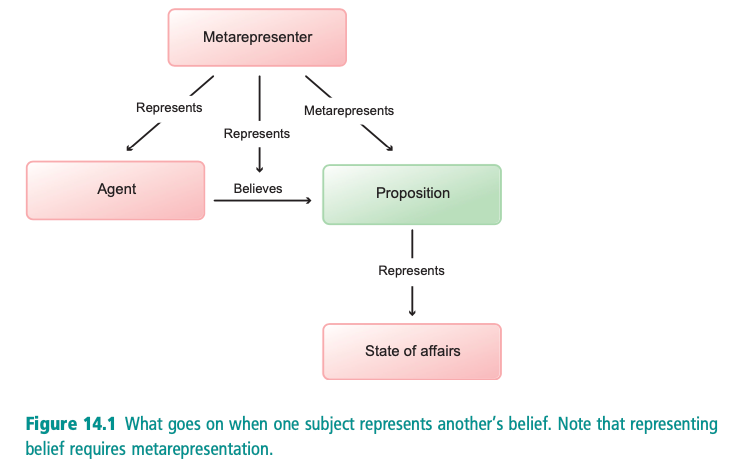 Metarepresenter
Represents
Metarepresents
Represents
Agent
Believes
Proposition
Represents
State of affairs
Figure 14.1 What goes on when one subject represents another’s belief. Note that representing
belief requires metarepresentation.